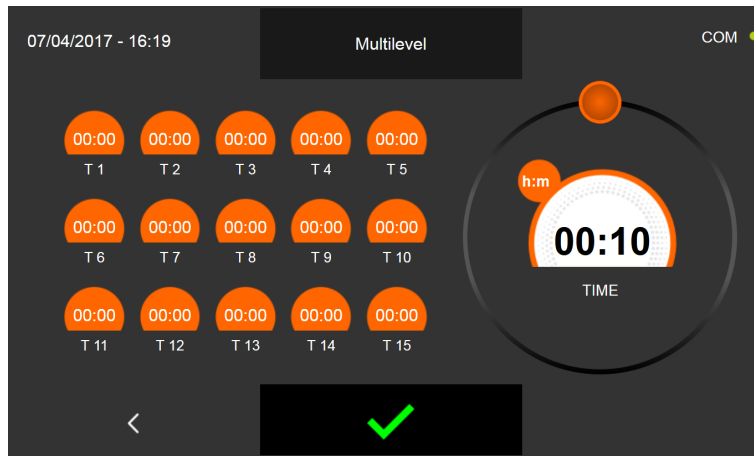 07/04/2017 - 16:19
Multilevel
COM
00:00 00:00 00:00 00:00 00:00
T 1 T 2 T 3 T 4 T 5
00:00 00:00 00:00 00:00 00:00
T 6 T 7 T 8 T 9 T 10
00:00 00:00 00:00 00:00 00:00
T 11 T 12 T 13 T 14 T 15
h:m
00:10
TIME